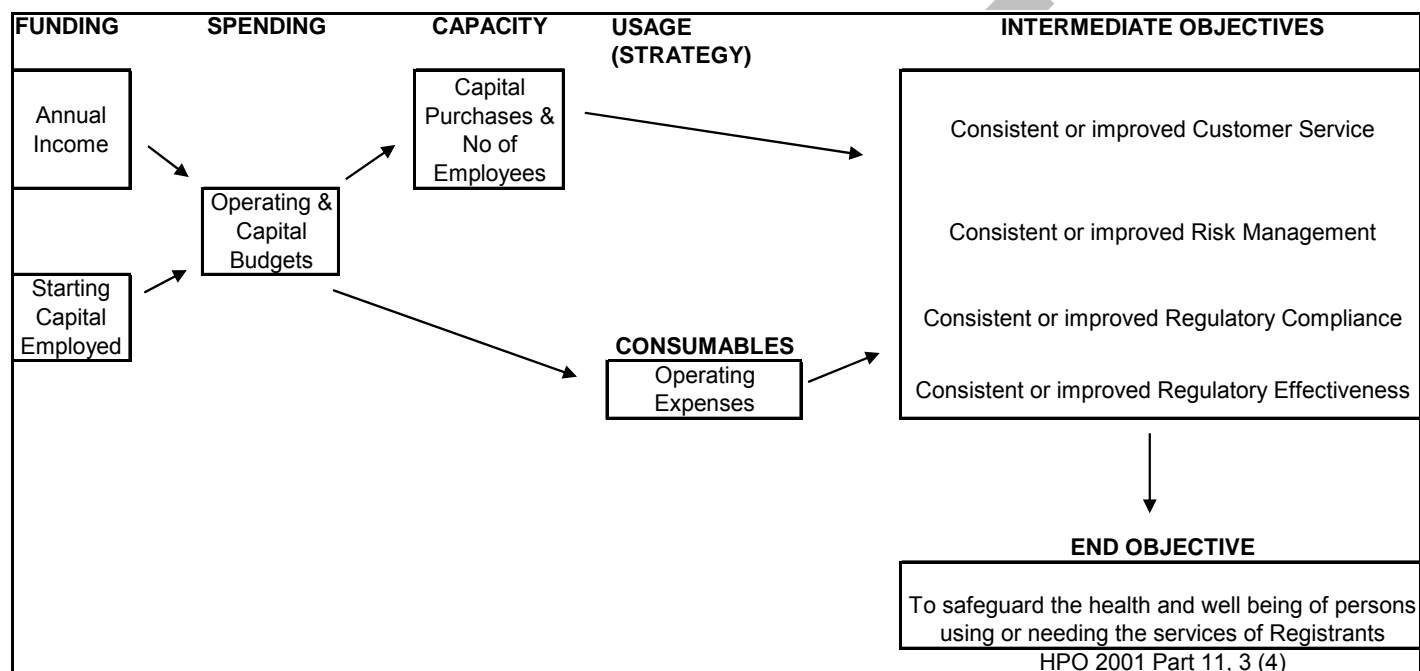 FUNDING
SPENDING
CAPACITY
USAGE
(STRATEGY)
INTERMEDIATE OBJECTIVES
Annual
Income
Starting
Capital
Employed
Operating &
Capital
Budgets
Capital
Purchases &
No of
Employees
CONSUMABLES
Operating
Expenses
Consistent or improved Customer Service
Consistent or improved Risk Management
Consistent or improved Regulatory Compliance
Consistent or improved Regulatory Effectiveness
END OBJECTIVE
To safeguard the health and well being of persons
using or needing the services of Registrants
HPO 2001 Part 11, 3 (4)